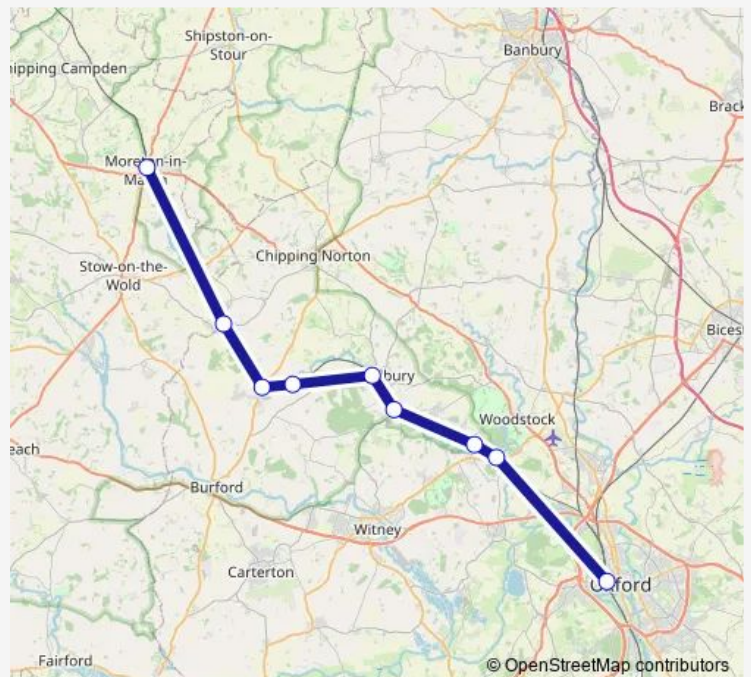 Shipston-on-
Stour
Banbury
hipping Campden
Brack
Moreton-in-
Ma
Chipping Norton
Stow-on-the-
Wold
Bices
lbury
Woodstock
each
Burford
Witney
Carterton
Oxford
Fairford
© OpenStreetMap contributors